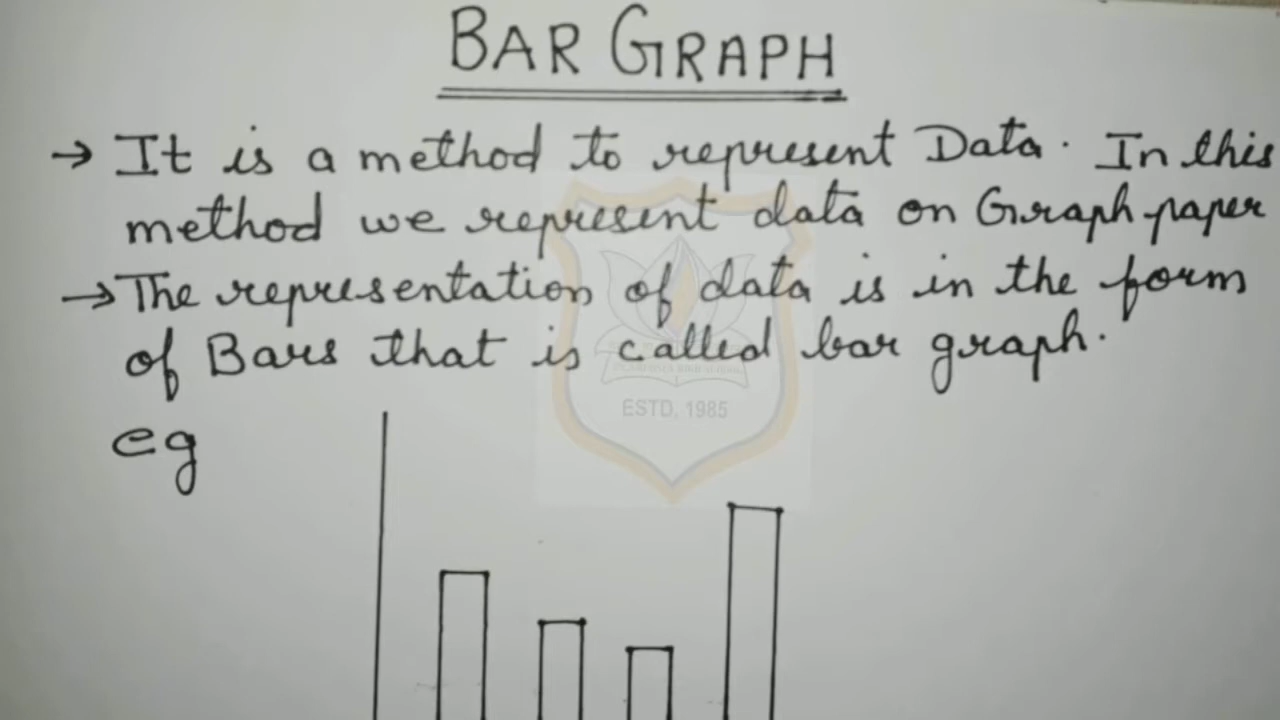 BAR GRAPH
→ It is a method to represent Data. In this
method we represent data on Graph paper
→ The representation of data is in the form
of Bars that is called bar graph.
eg
ESTD. 1985